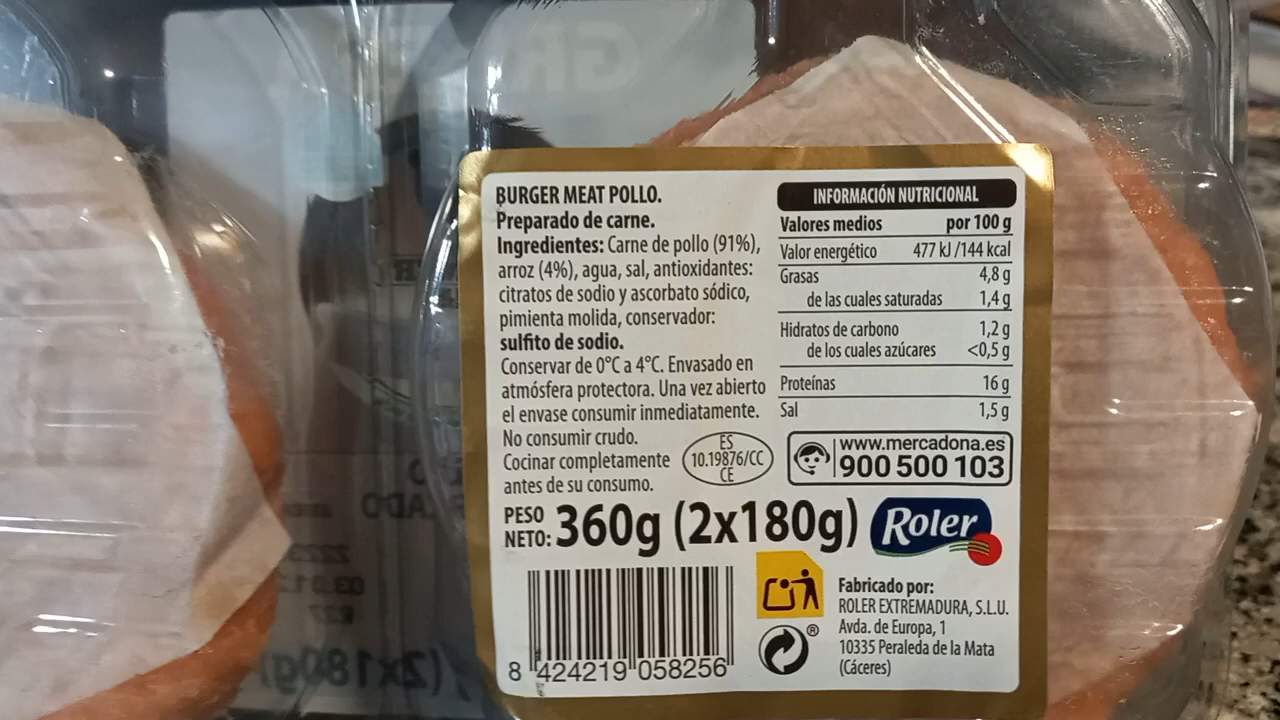 BURGER MEAT POLLO.
Preparado de carne.
Ingredientes: Carne de pollo (91%),
arroz (4%), agua, sal, antioxidantes:
citratos de sodio y ascorbato sódico,
pimienta molida, conservador:
sulfito de sodio.
Conservar de 0°C a 4°C. Envasado en
atmósfera protectora. Una vez abierto
el envase consumir inmediatamente.
No consumir crudo.
Cocinar completamente
antes de su consumo.
ES
10.19876/CC
CE
INFORMACIÓN NUTRICIONAL
Valores medios por 100 g
Valor energético 477 kJ/144 kcal
Grasas 4,8 g
de las cuales saturadas 1,4 g
Hidratos de carbono 1,2 g
de los cuales azúcares <0,5 g
Proteínas 16 g
Sal 1,5 g
www.mercadona.es
900 500 103
PESO
NETO: 360g (2x180g)
Roler
8 424219 058256
Fabricado por:
ROLER EXTREMADURA, S.L.U.
Avda. de Europa, 1
10335 Peraleda de la Mata
(Cáceres)
®
(2x180g)